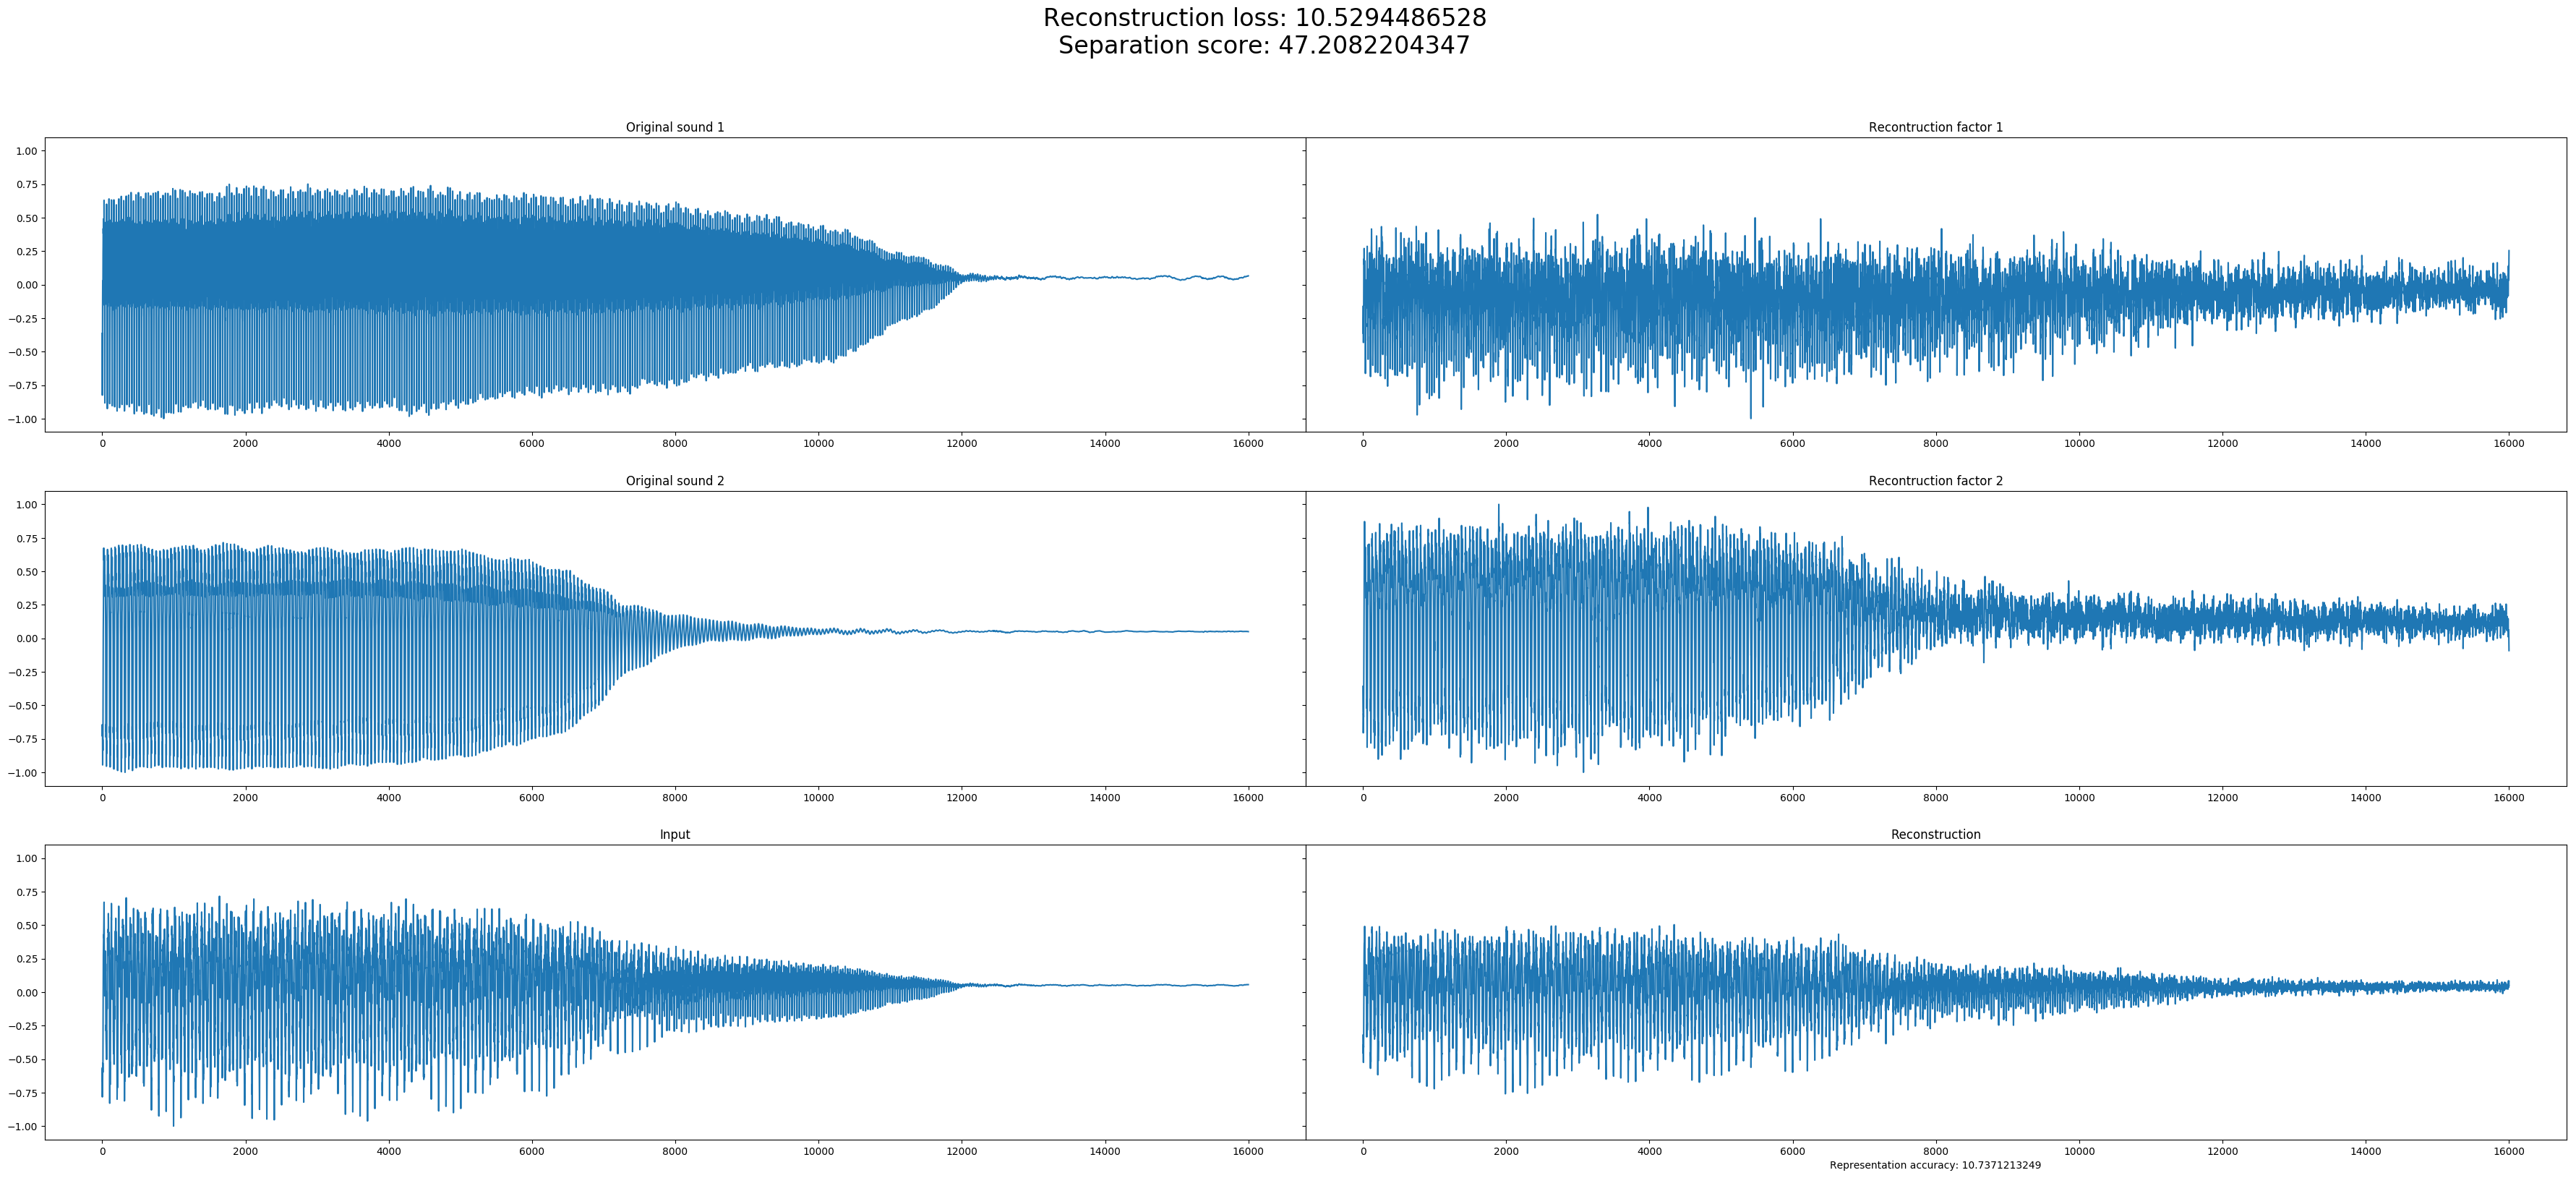 Reconstruction loss: 10.5294486528
Separation score: 47.2082204347
Original sound 1
Recontruction factor 1
1.00
0.75
0.50
0.25
0.00
−0.25
−0.50
−0.75
−1.00
0 2000 4000 6000 8000 10000 12000 14000 16000
0 2000 4000 6000 8000 10000 12000 14000 16000
Original sound 2
Reconstruction factor 2
1.00
0.75
0.50
0.25
0.00
−0.25
−0.50
−0.75
−1.00
0 2000 4000 6000 8000 10000 12000 14000 16000
0 2000 4000 6000 8000 10000 12000 14000 16000
Input
Reconstruction
1.00
0.75
0.50
0.25
0.00
−0.25
−0.50
−0.75
−1.00
0 2000 4000 6000 8000 10000 12000 14000 16000
0 2000 4000 6000 8000 10000 12000 14000 16000
Representation accuracy: 10.7371213249